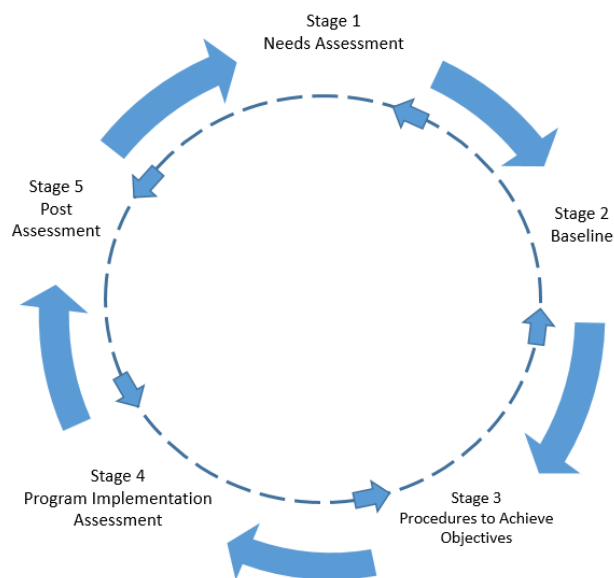 Stage 1
Needs Assessment
Stage 2
Baseline
Stage 3
Procedures to Achieve
Objectives
Stage 4
Program Implementation
Assessment
Stage 5
Post
Assessment